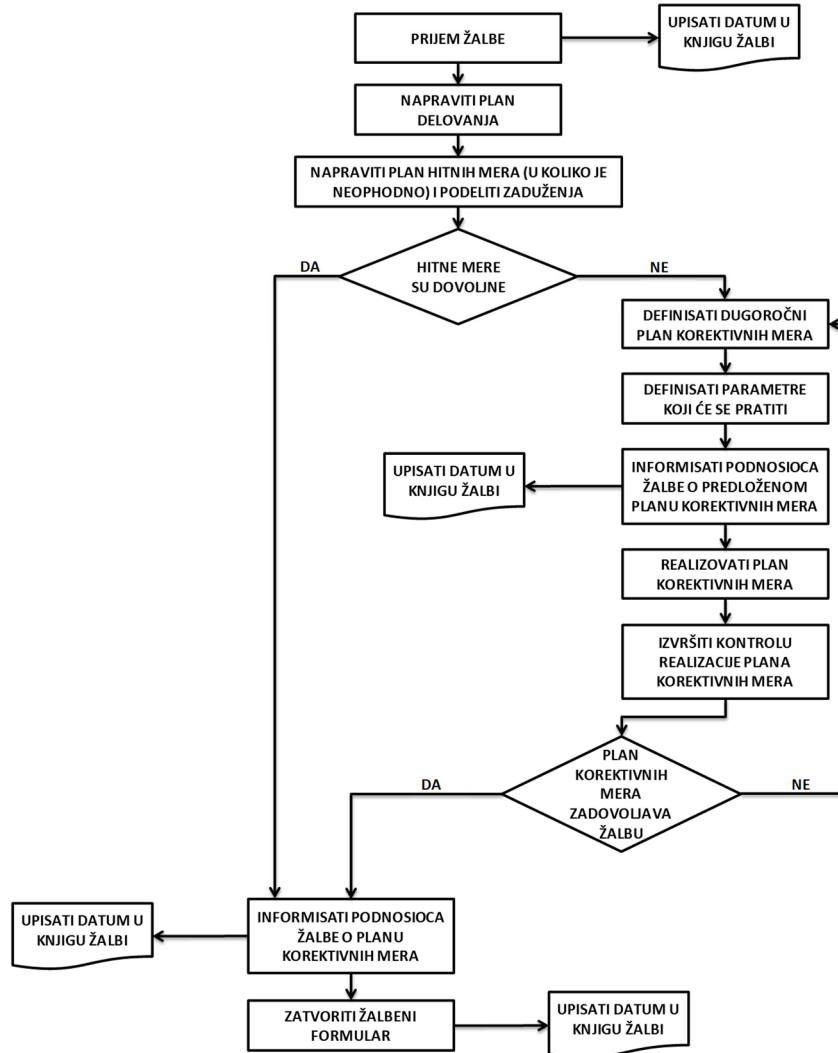 PRIJEM ŽALBE
UPISATI DATUM U
KNJIGU ŽALBI
NAPRAVITI PLAN
DELOVANJA
NAPRAVITI PLAN HITNIH MERA (U KOLIKO JE
NEOPHODNO) I PODELITI ZADUŽENJA
DA
HITNE MERE
SU DOVOLJNE
NE
DEFINISATI DUGOROČNI
PLAN KOREKTIVNIH MERA
DEFINISATI PARAMETRE
KOJI ĆE SE PRATITI
UPISATI DATUM U
KNJIGU ŽALBI
INFORMISATI PODNOSIOCA
ŽALBE O PREDLOŽENOM
PLANU KOREKTIVNIH MERA
REALIZOVATI PLAN
KOREKTIVNIH MERA
IZVRŠITI KONTROLU
REALIZACIJE PLANA
KOREKTIVNIH MERA
DA
PLAN
KOREKTIVNIH
MERA
ZADOVOLJAVA
ŽALBU
NE
UPISATI DATUM U
KNJIGU ŽALBI
INFORMISATI PODNOSIOCA
ŽALBE O PLANU
KOREKTIVNIH MERA
ZATVORITI ŽALBENI
FORMULAR
UPISATI DATUM U
KNJIGU ŽALBI